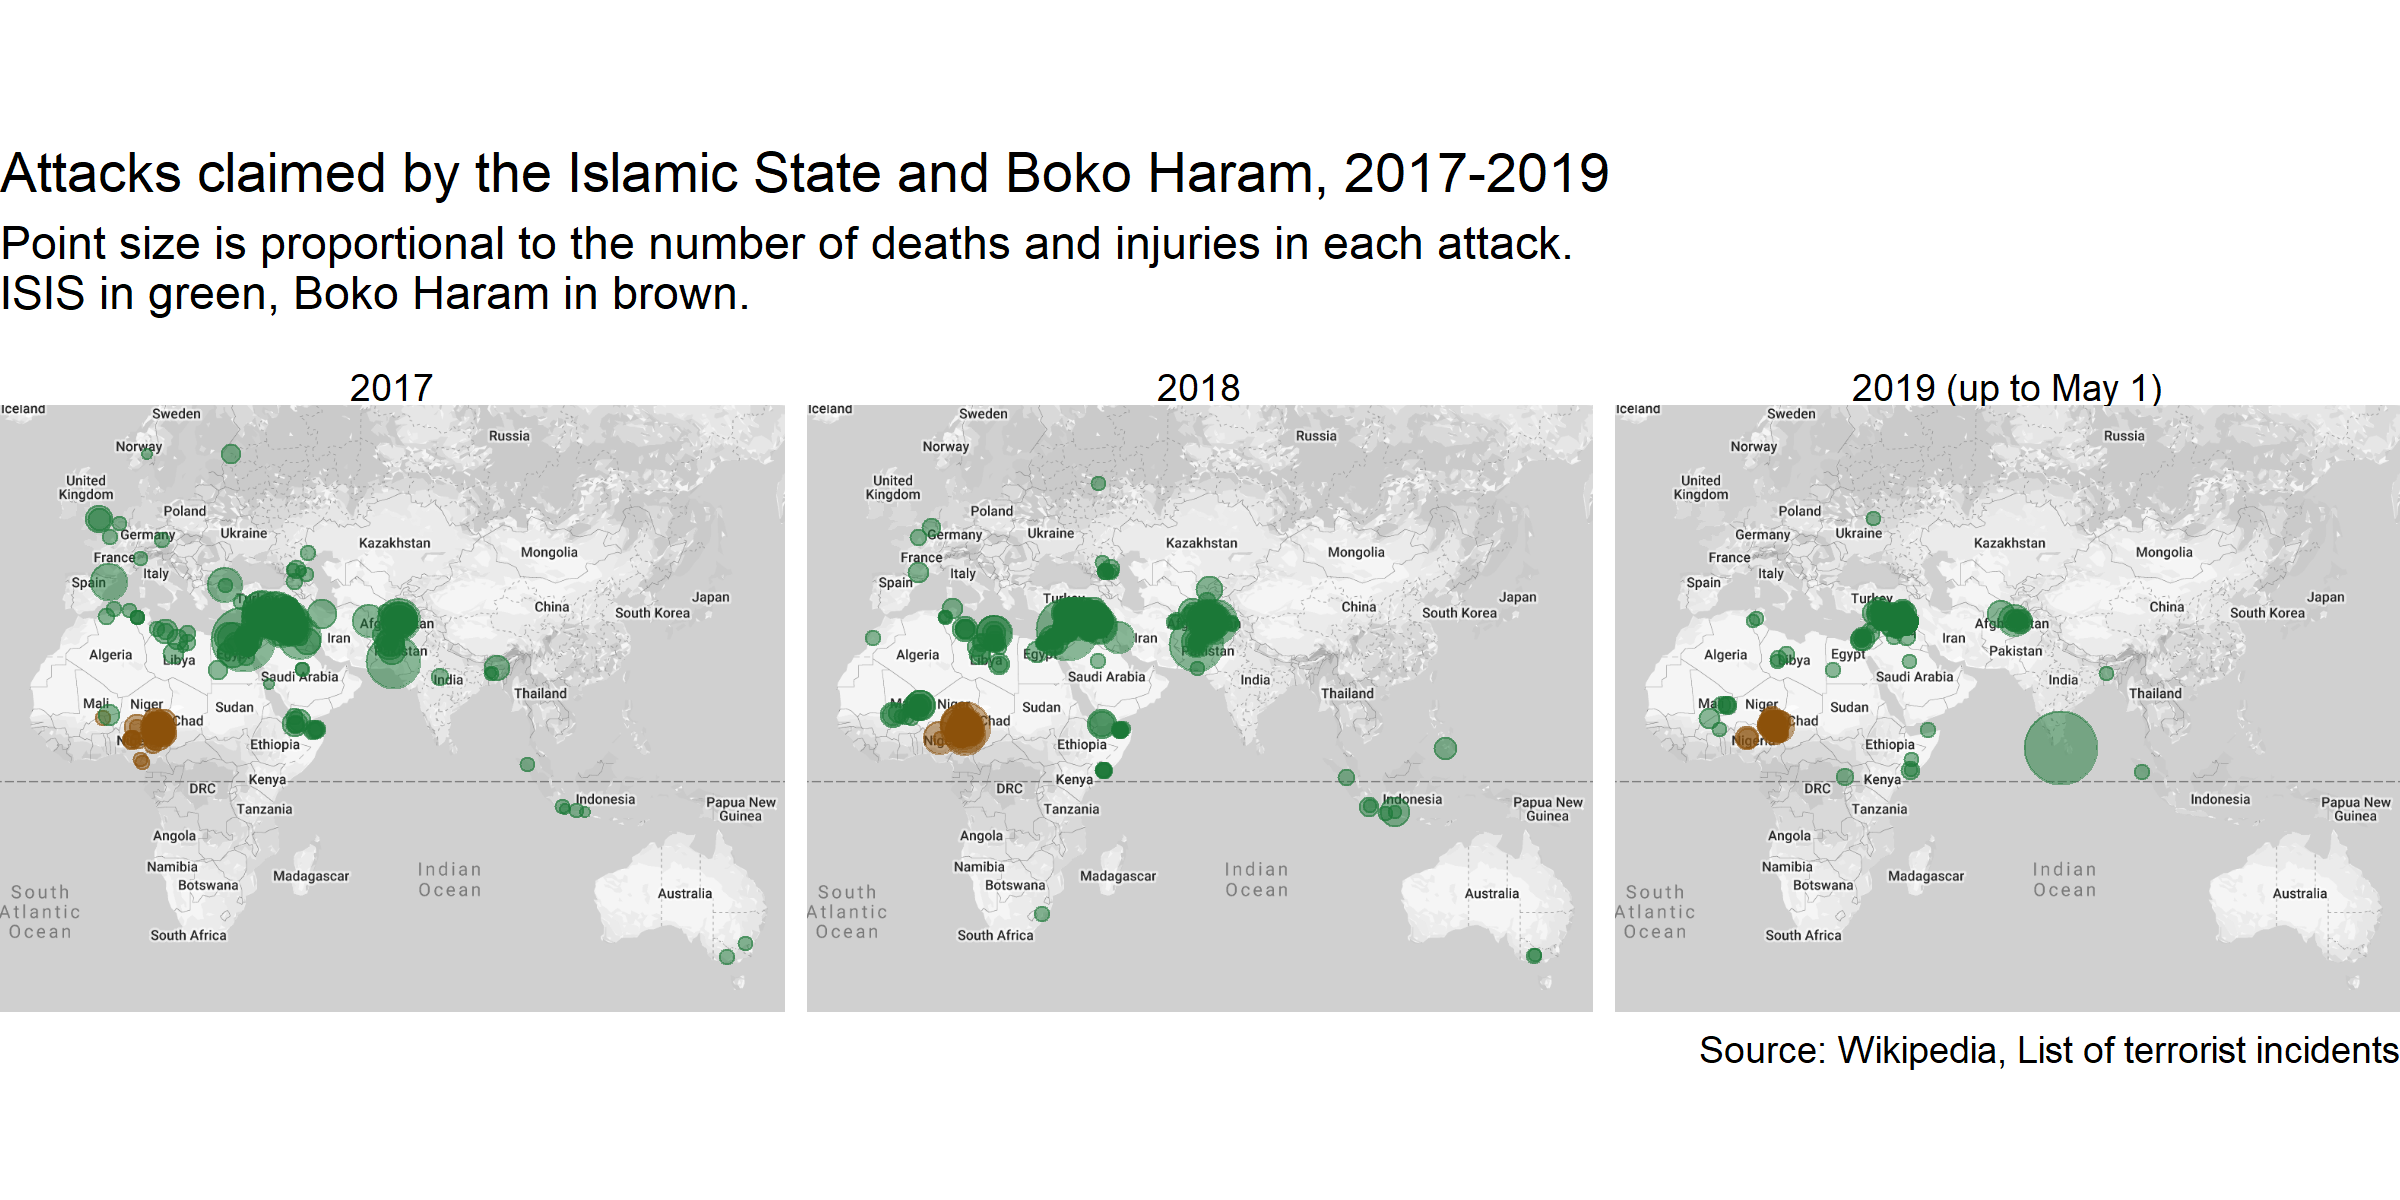 Attacks claimed by the Islamic State and Boko Haram, 2017-2019
Point size is proportional to the number of deaths and injuries in each attack.
ISIS in green, Boko Haram in brown.
2017
Iceland
Sweden
Norway
Russia
United
Kingdom
Poland
Germany
Ukraine
Kazakhstan
France
Mongolia
Italy
Spain
Japan
China
South Korea
Iran
Algeria
Libya
Saudi Arabia
India
Thailand
Mali
Niger
Sudan
Chad
Ethiopia
Kenya
DRC
Tanzania
Indonesia
Papua New
Guinea
Angola
Namibia
Botswana
Madagascar
Indian
Ocean
South
Atlantic
Ocean
Australia
South Africa
2018
Iceland
Sweden
Norway
Russia
United
Kingdom
Poland
Germany
Ukraine
Kazakhstan
France
Mongolia
Italy
Spain
Turkey
Japan
China
South Korea
Iran
Algeria
Libya
Egypt
Saudi Arabia
India
Thailand
Niger
Sudan
Chad
Ethiopia
Kenya
DRC
Tanzania
Indonesia
Papua New
Guinea
Angola
Namibia
Botswana
Madagascar
Indian
Ocean
South
Atlantic
Ocean
Australia
South Africa
2019 (up to May 1)
Iceland
Sweden
Norway
Russia
United
Kingdom
Poland
Germany
Ukraine
Kazakhstan
France
Mongolia
Italy
Spain
Turkey
Japan
China
South Korea
Afghanistan
Iran
Pakistan
Algeria
Libya
Egypt
Saudi Arabia
India
Thailand
Mali
Niger
Sudan
Chad
Nigeria
Ethiopia
Kenya
DRC
Tanzania
Indonesia
Papua New
Guinea
Angola
Namibia
Botswana
Madagascar
Indian
Ocean
South
Atlantic
Ocean
Australia
South Africa
Source: Wikipedia, List of terrorist incidents